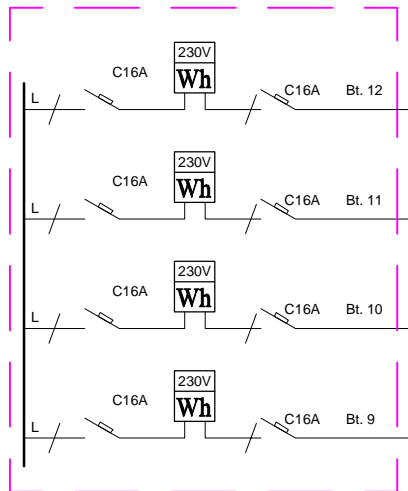 230V
C16A
Wh
L
C16A Bt. 12
230V
C16A
Wh
L
C16A Bt. 11
230V
C16A
Wh
L
C16A Bt. 10
230V
C16A
Wh
L
C16A Bt. 9